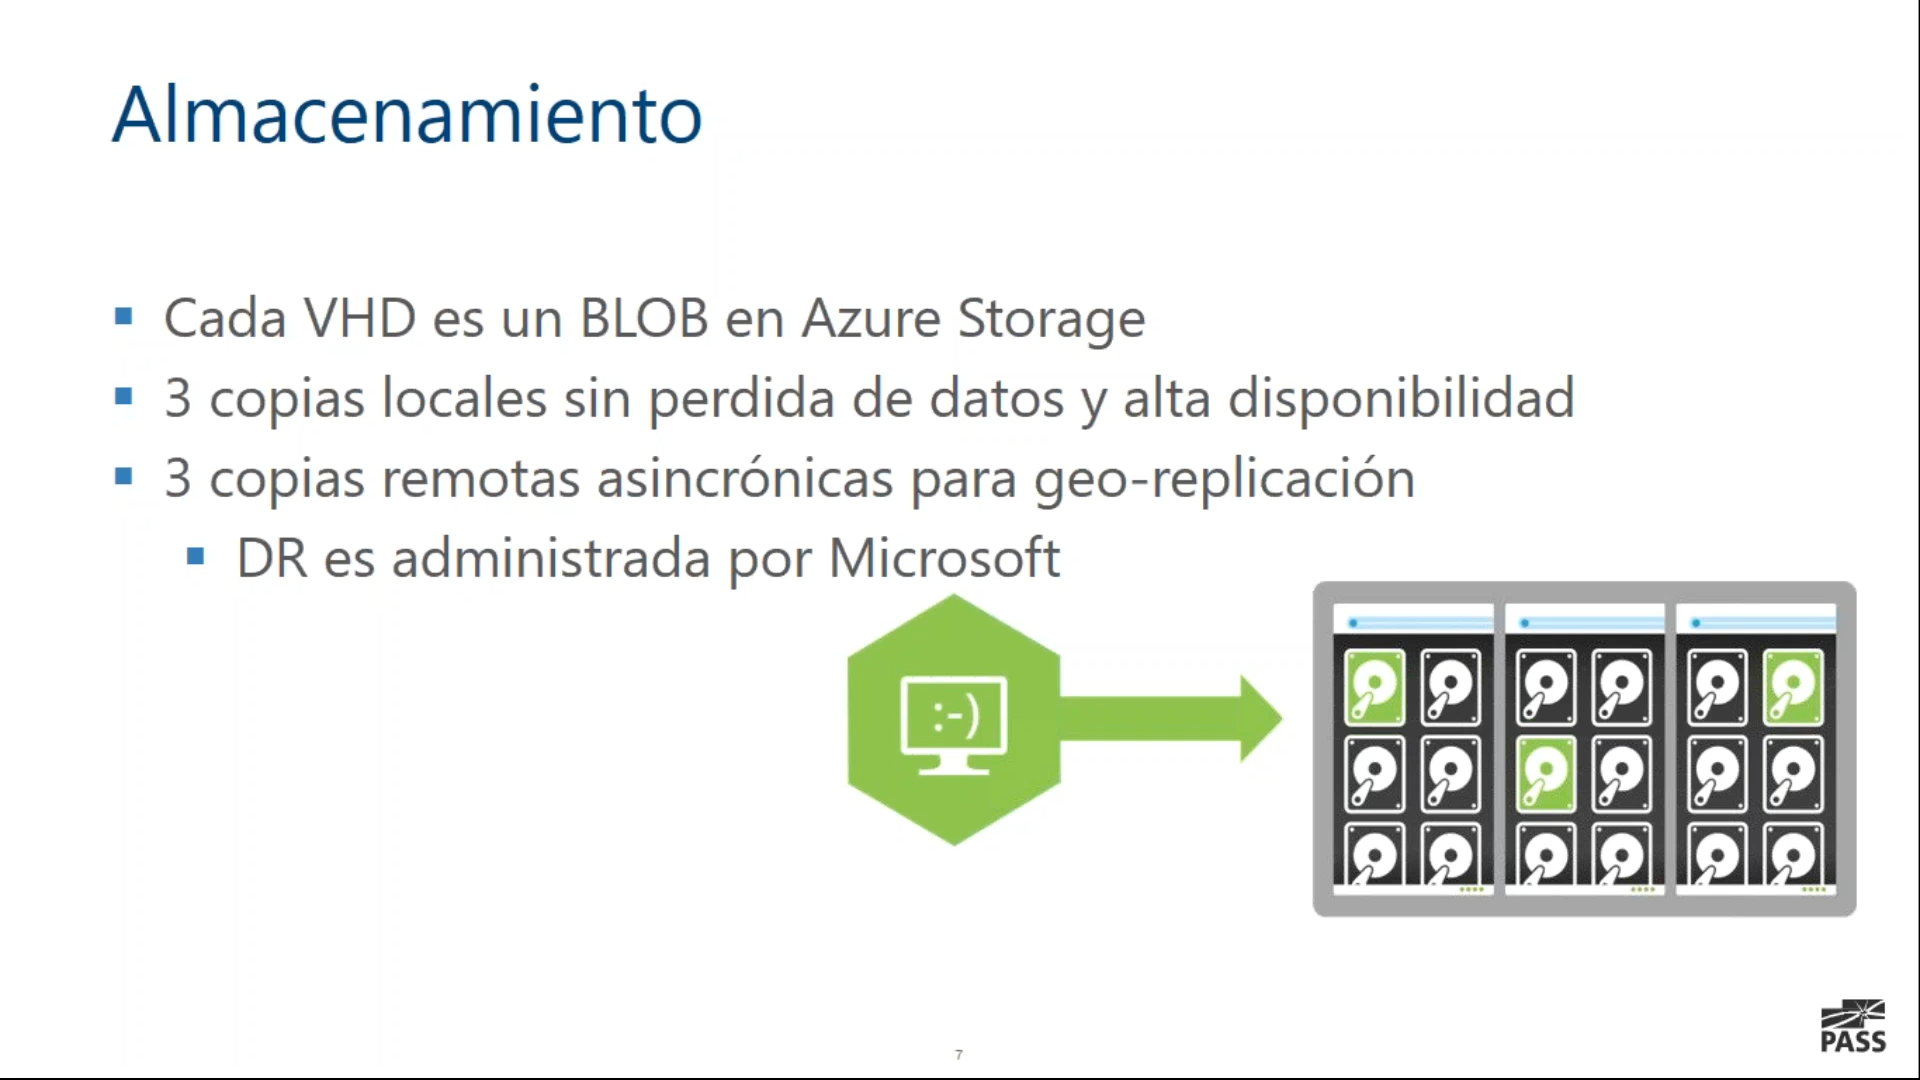 Almacenamiento
Cada VHD es un BLOB en Azure Storage
3 copias locales sin perdida de datos y alta disponibilidad
3 copias remotas asincrónicas para geo-replicación
DR es administrada por Microsoft
:-)
PASS
7